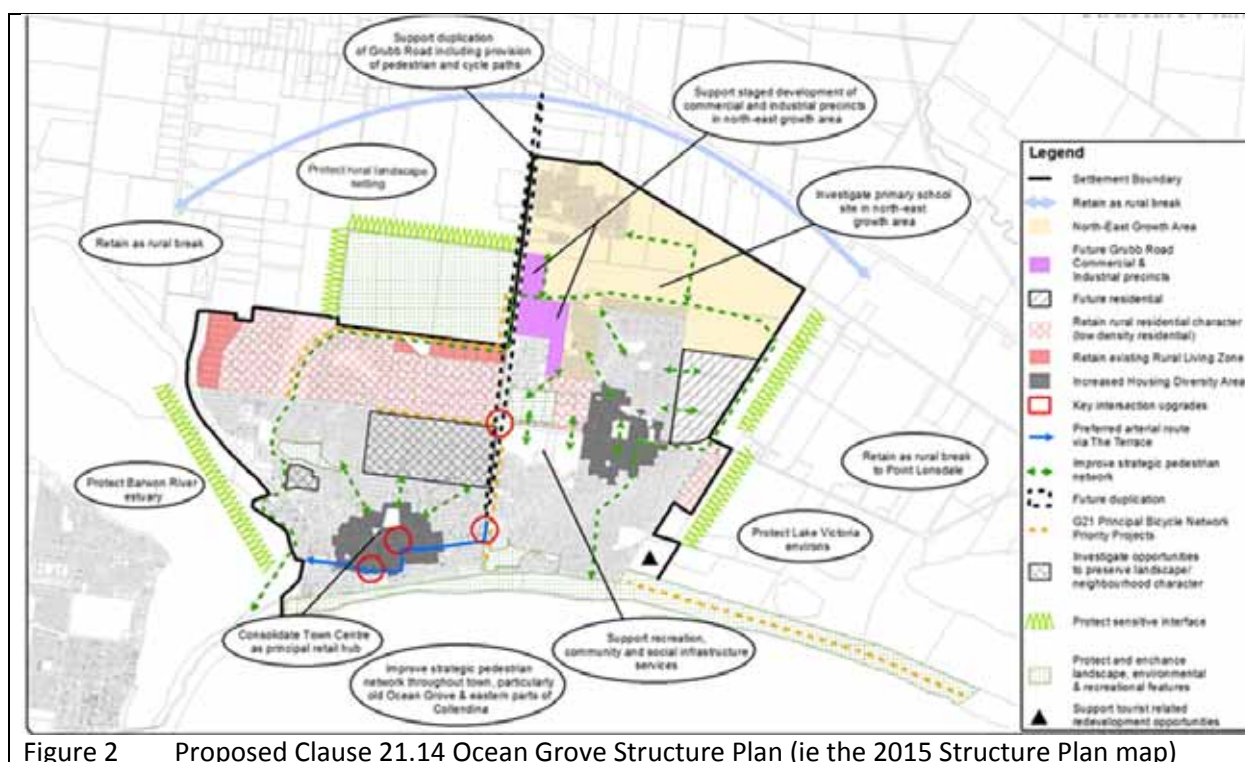 Support duplication
of Grubb Road including provision
of pedestrian and cycle paths
Support staged development of
commercial and industrial precincts
in north-east growth area
Protect rural landscape
setting
Investigate primary school
site in north-east
growth area
Retain as rural break
Protect Barwon River
estuary
Retain as rural break
to Point Lonsdale
Protect Lake Victoria
environs
Consolidate Town Centre
as principal retail hub
Improve strategic pedestrian
network throughout town, particularly
old Ocean Grove & eastern parts of
Collendina
Support recreation,
community and social infrastructure
services
Legend
Settlement Boundary
Retain as rural break
North-East Growth Area
Future Grubb Road
Commercial &
Industrial precincts
Future residential
Retain rural residential character
(low density residential)
Retain existing Rural Living Zone
Increased Housing Diversity Area
Key intersection upgrades
Preferred arterial route
via The Terrace
Improve strategic pedestrian
network
Future duplication
G21 Principal Bicycle Network
Priority Projects
Investigate opportunities
to preserve landscaper
neighbourhood character
Protect sensitive interface
Protect and enchance
landscape, environmental
& recreational features
Support tourist related
redevelopment opportunities
Figure 2 Proposed Clause 21.14 Ocean Grove Structure Plan (ie the 2015 Structure Plan map)